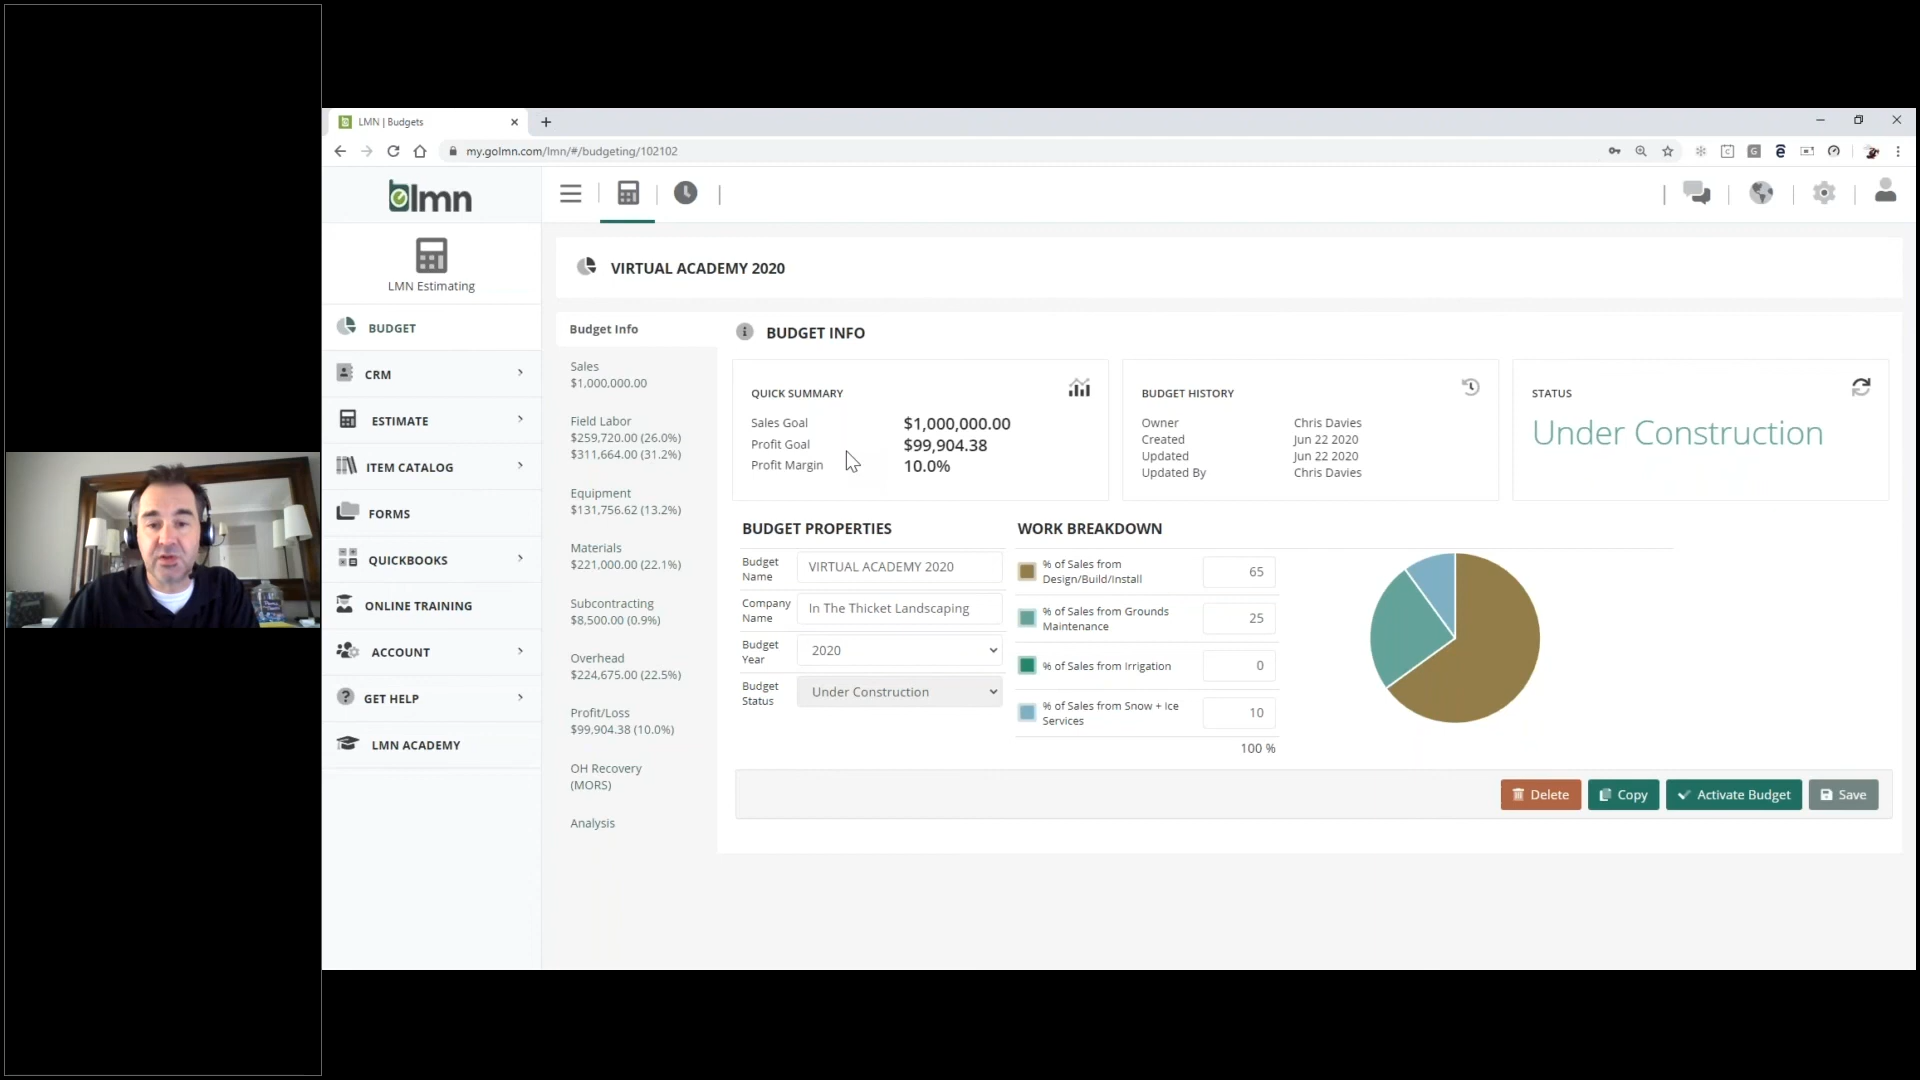 LMN | Budgets
my.golmn.com/lmn/#/budgeting/102102
lmn
LMN Estimating
BUDGET
CRM
ESTIMATE
ITEM CATALOG
FORMS
QUICKBOOKS
ONLINE TRAINING
ACCOUNT
GET HELP
LMN ACADEMY
VIRTUAL ACADEMY 2020
Budget Info
Sales
$1,000,000.00
Field Labor
$259,720.00 (26.0%)
$311,664.00 (31.2%)
Equipment
$131,756.62 (13.2%)
Materials
$221,000.00 (22.1%)
Subcontracting
$8,500.00 (0.9%)
Overhead
$224,675.00 (22.5%)
Profit/Loss
$99,904.38 (10.0%)
OH Recovery
(MORS)
Analysis
BUDGET INFO
QUICK SUMMARY
Sales Goal $1,000,000.00
Profit Goal $99,904.38
Profit Margin 10.0%
BUDGET HISTORY
Owner Chris Davies
Created Jun 22 2020
Updated Jun 22 2020
Updated By Chris Davies
STATUS
Under Construction
BUDGET PROPERTIES
Budget
Name
VIRTUAL ACADEMY 2020
Company
Name
In The Thicket Landscaping
Budget
Year
2020
Budget
Status
Under Construction
WORK BREAKDOWN
% of Sales from
Design/Build/Install
65
% of Sales from Grounds
Maintenance
25
% of Sales from Irrigation 0
% of Sales from Snow + Ice
Services
10
100 %
Delete
Copy
Activate Budget
Save